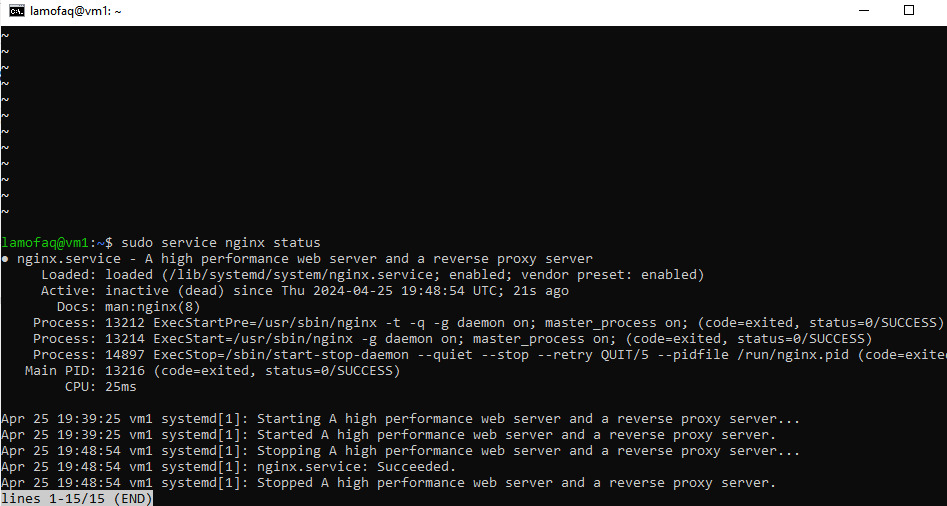 lamofaq@vm1: ~
~
~
~
~
~
~
~
~
~
~
~
~
lamofaq@vm1:~$ sudo service nginx status
● nginx.service - A high performance web server and a reverse proxy server
Loaded: loaded (/lib/systemd/system/nginx.service; enabled; vendor preset: enabled)
Active: inactive (dead) since Thu 2024-04-25 19:48:54 UTC; 21s ago
Docs: man:nginx(8)
Process: 13212 ExecStartPre=/usr/sbin/nginx -t -q -g daemon on; master_process on; (code=exited, status=0/SUCCESS)
Process: 13214 ExecStart=/usr/sbin/nginx -g daemon on; master_process on; (code=exited, status=0/SUCCESS)
Process: 14897 ExecStop=/sbin/start-stop-daemon --quiet --stop --retry QUIT/5 --pidfile /run/nginx.pid (code=exite
Main PID: 13216 (code=exited, status=0/SUCCESS)
CPU: 25ms
Apr 25 19:39:25 vm1 systemd[1]: Starting A high performance web server and a reverse proxy server...
Apr 25 19:39:25 vm1 systemd[1]: Started A high performance web server and a reverse proxy server.
Apr 25 19:48:54 vm1 systemd[1]: Stopping A high performance web server and a reverse proxy server...
Apr 25 19:48:54 vm1 systemd[1]: nginx.service: Succeeded.
Apr 25 19:48:54 vm1 systemd[1]: Stopped A high performance web server and a reverse proxy server.
lines 1-15/15 (END)